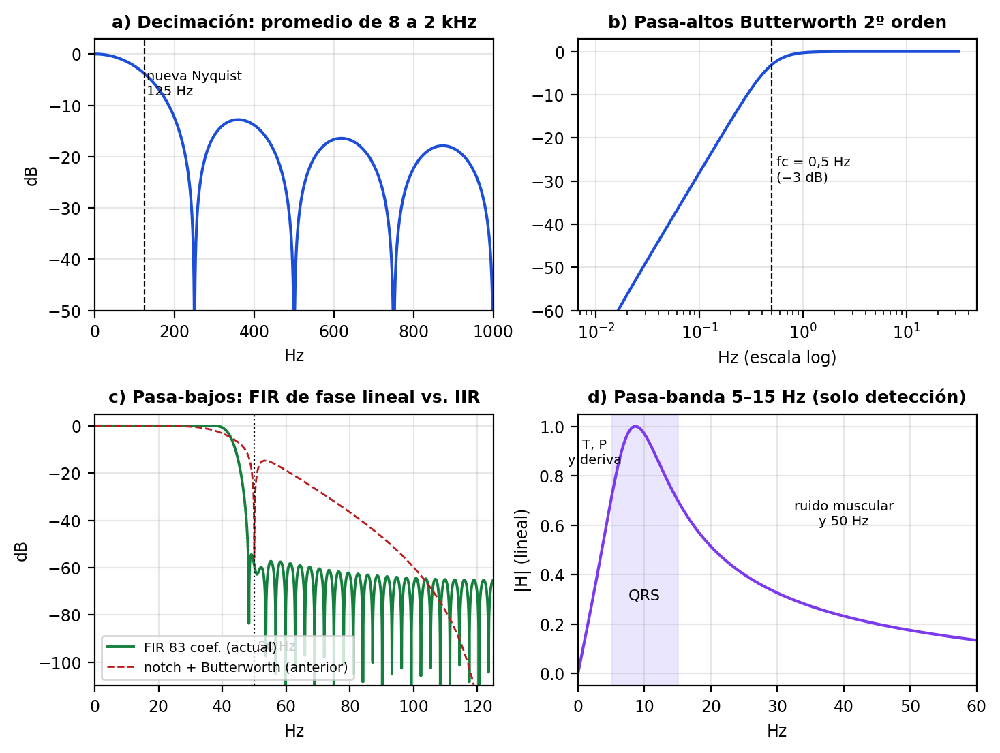 a) Decimación: promedio de 8 a 2 kHz
0
−10
−20
−30
−40
−50
dB
nueva Nyquist
125 Hz
0 200 400 600 800 1000
Hz
b) Pasa-altos Butterworth 2º orden
0
−10
−20
−30
−40
−50
−60
fc = 0,5 Hz
(−3 dB)
10⁻² 10⁻¹ 10⁰ 10¹
Hz (escala log)
c) Pasa-bajos: FIR de fase lineal vs. IIR
0
−20
−40
−60
−80
−100
dB
FIR 83 coef. (actual)
notch + Butterworth (anterior)
0 20 40 60 80 100 120
Hz
d) Pasa-banda 5–15 Hz (solo detección)
1.0
0.8
0.6
0.4
0.2
0.0
|H| (lineal)
T, P
y deriva
ruido muscular
y 50 Hz
QRS
0 10 20 30 40 50 60
Hz